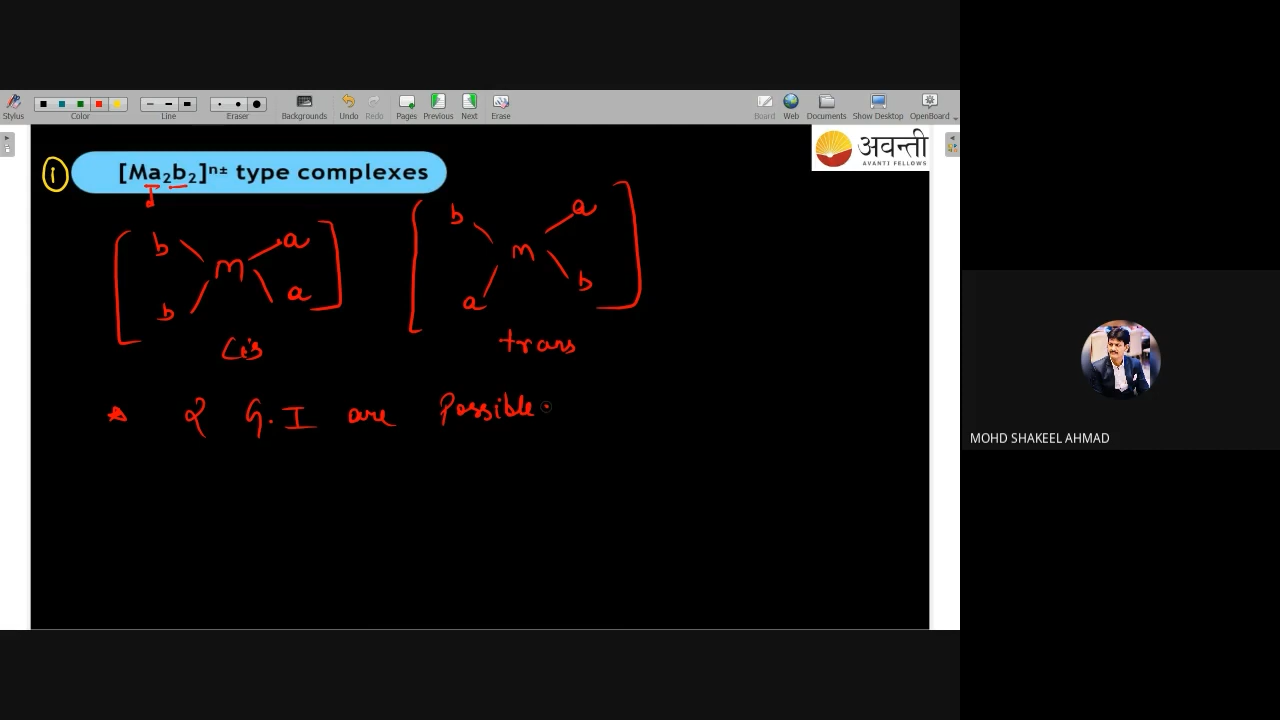 Stylus Color Line Eraser Backgrounds Undo Redo Pages Previous Next Erase Board Web Documents Show Desktop OpenBoard
अवन्ती
AVANTI FELLOWS
i [Ma₂b₂]ⁿ± type complexes
b a b a
M M
b a a b
Cis trans
2 G.I are Possible
MOHD SHAKEEL AHMAD